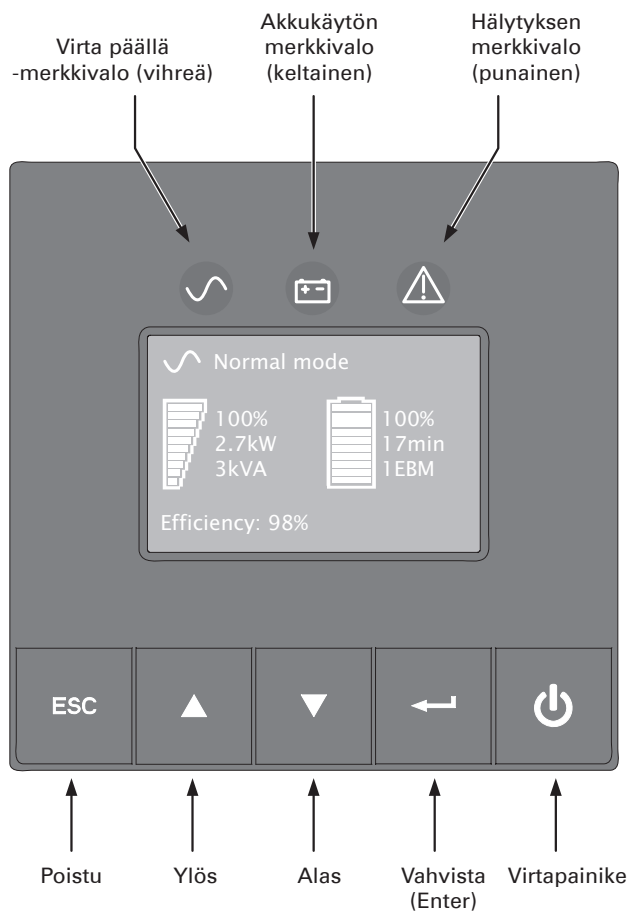 Virta päällä
-merkkivalo (vihreä)
Akkukäytön
merkkivalo
(keltainen)
Hälytyksen
merkkivalo
(punainen)
Normal mode
100%
2.7kW
3kVA
100%
17min
1EBM
Efficiency: 98%
ESC
Poistu
Ylös
Alas
Vahvista
(Enter)
Virtapainike